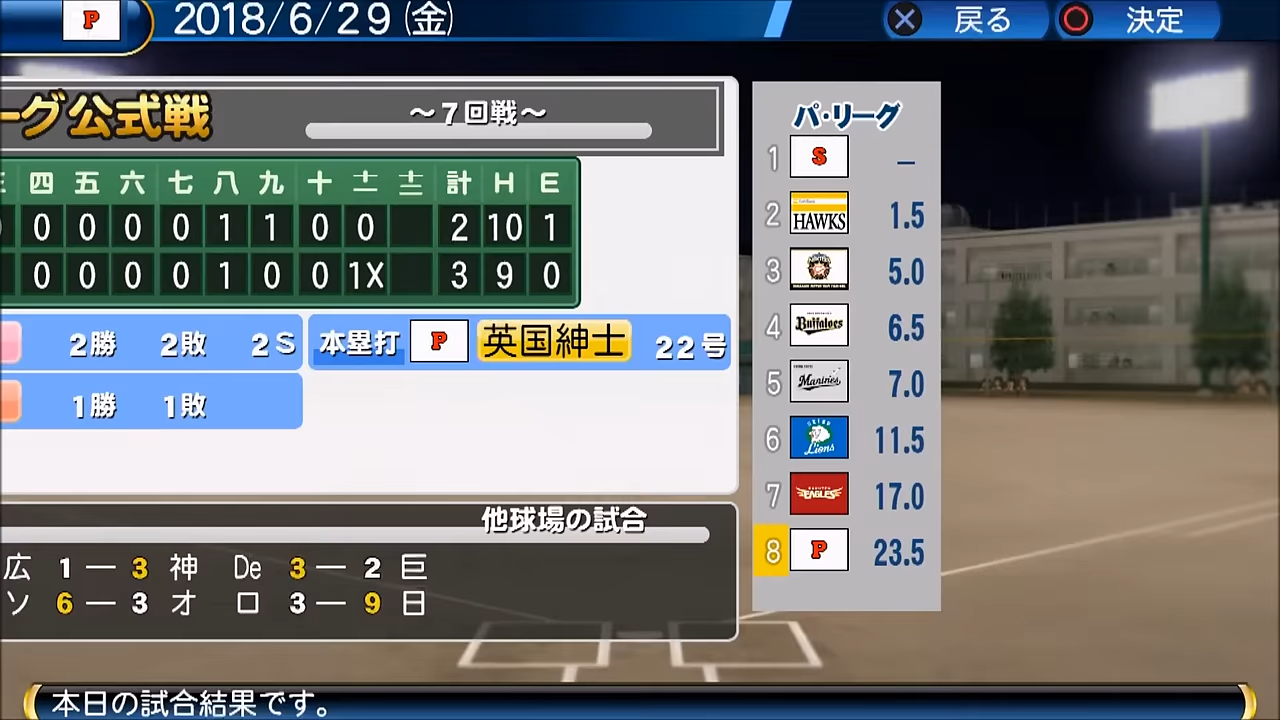 P 2018/6/29(金) 戻る 決定
ーグ公式戦 ～7回戦～
四 五 六 七 八 九 十 十一 十二 計 H E
0 0 0 0 1 1 0 0 2 10 1
0 0 0 0 1 0 0 1X 3 9 0
2勝 2敗 2S 本塁打 P 英国紳士 22号
1勝 1敗
他球場の試合
広 1 — 3 神 De 3 — 2 巨
ソ 6 — 3 オ ロ 3 — 9 日
パ・リーグ
1 S —
2 HAWKS 1.5
3 5.0
4 Buffaloes 6.5
5 Marines 7.0
6 Lions 11.5
7 EAGLES 17.0
8 P 23.5
本日の試合結果です。